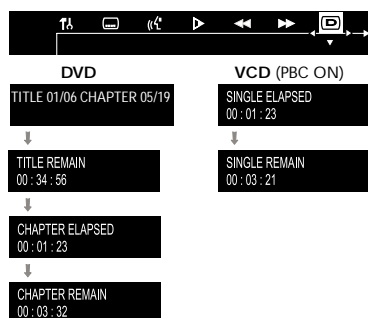 D
DVD
TITLE 01/06 CHAPTER 05/19
TITLE REMAIN
00 : 34 : 56
CHAPTER ELAPSED
00 : 01 : 23
CHAPTER REMAIN
00 : 03 : 32
VCD (PBC ON)
SINGLE ELAPSED
00 : 01 : 23
SINGLE REMAIN
00 : 03 : 21